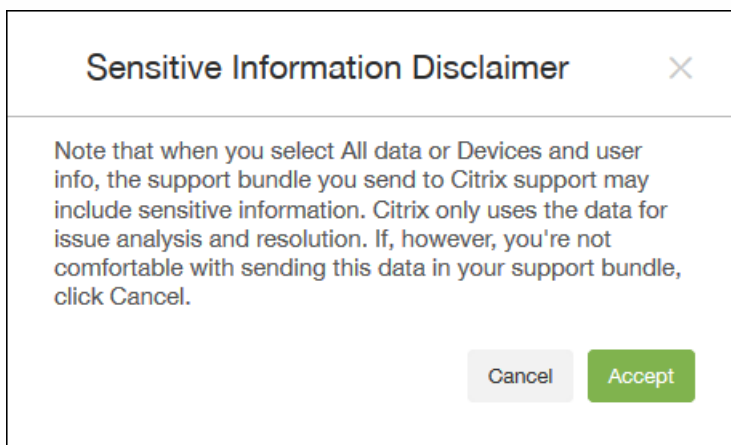 Sensitive Information Disclaimer
Note that when you select All data or Devices and user
info, the support bundle you send to Citrix support may
include sensitive information. Citrix only uses the data for
issue analysis and resolution. If, however, you're not
comfortable with sending this data in your support bundle,
click Cancel.
Cancel Accept